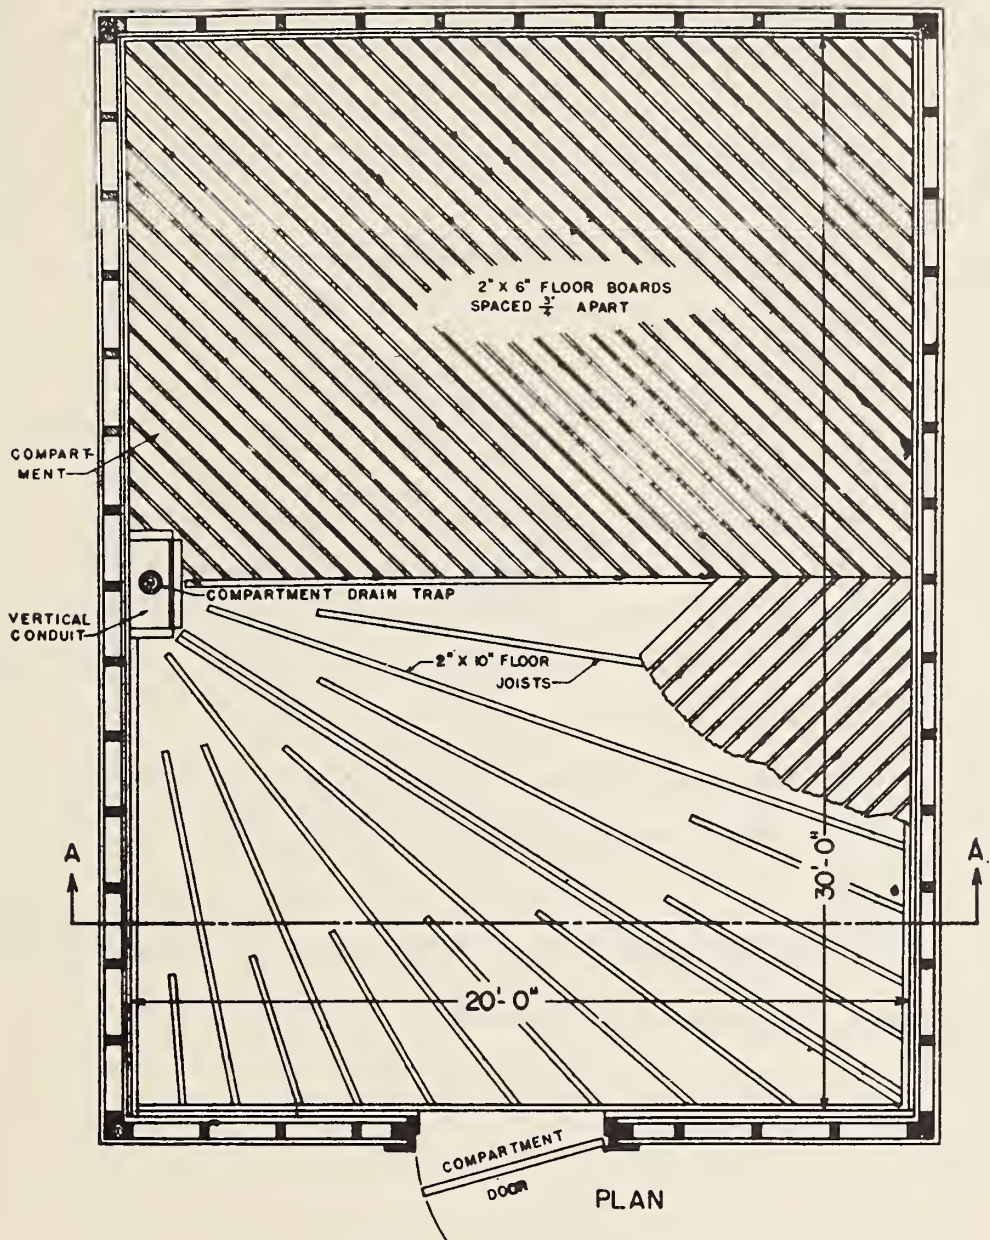 2" X 6" FLOOR BOARDS
SPACED 3/4" APART
COMPART-
MENT
COMPARTMENT DRAIN TRAP
VERTICAL
CONDUIT
2" X 10" FLOOR
JOISTS
A
A
30'-0"
20'-0"
COMPARTMENT
DOOR
PLAN